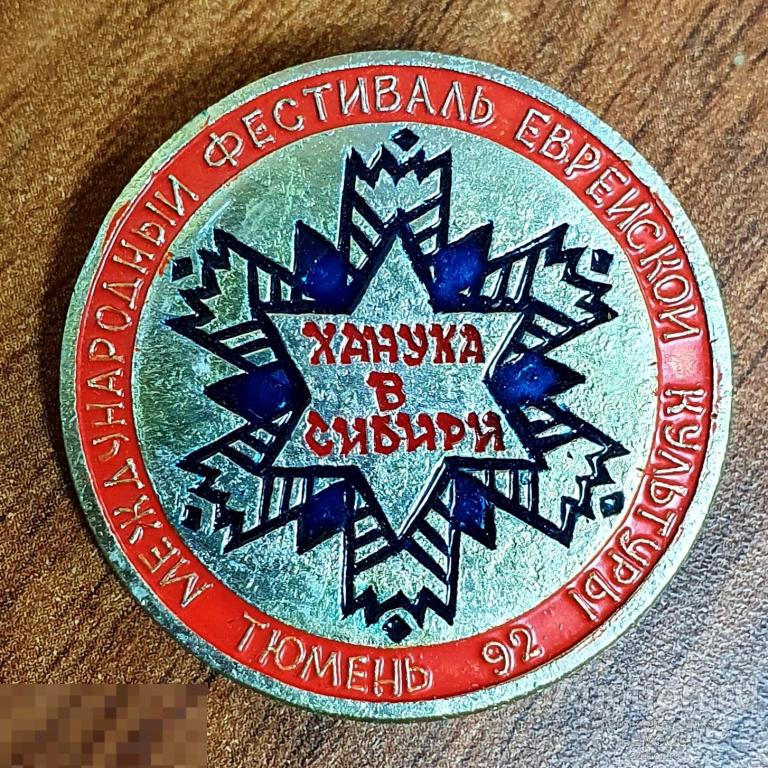 МЕЖДУНАРОДНЫЙ ФЕСТИВАЛЬ ЕВРЕЙСКОЙ КУЛЬТУРЫ
ХАНУКА
В
СИБИРИ
ТЮМЕНЬ 92